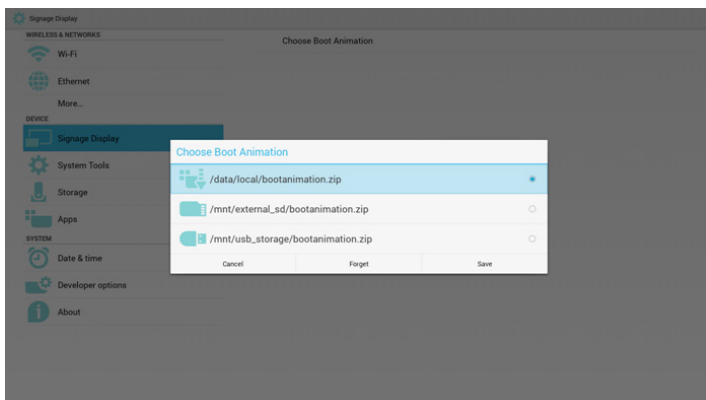 Signage Display
WIRELESS & NETWORKS
Choose Boot Animation
Wi-Fi
Ethernet
More...
DEVICE
Signage Display
System Tools
Storage
Apps
SYSTEM
Date & time
Developer options
About
Choose Boot Animation
/data/local/bootanimation.zip
/mnt/external_sd/bootanimation.zip
/mnt/usb_storage/bootanimation.zip
Cancel Forget Save